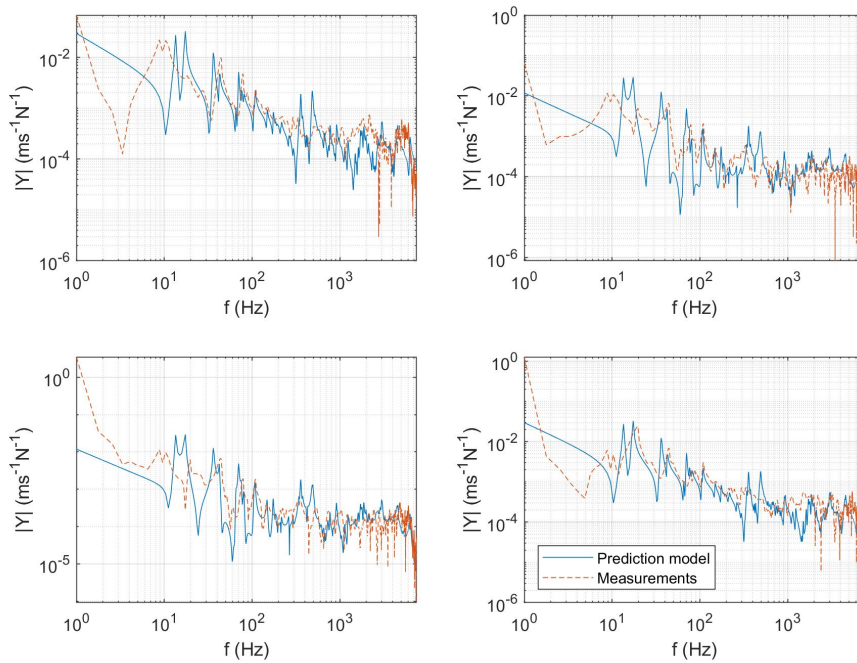 10⁻²
10⁻⁴
10⁻⁶
|Y| (ms⁻¹N⁻¹)
10⁰ 10¹ 10² 10³
f (Hz)
10⁰
10⁻²
10⁻⁴
10⁻⁶
|Y| (ms⁻¹N⁻¹)
10⁰ 10¹ 10² 10³
f (Hz)
10⁰
10⁻⁵
|Y| (ms⁻¹N⁻¹)
10⁰ 10¹ 10² 10³
f (Hz)
10⁰
10⁻²
10⁻⁴
10⁻⁶
|Y| (ms⁻¹N⁻¹)
Prediction model
Measurements
10⁰ 10¹ 10² 10³
f (Hz)